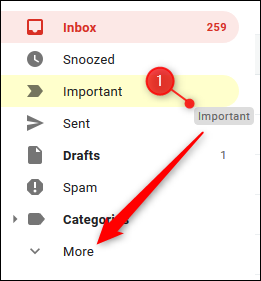 Inbox 259
Snoozed
Important
1
Important
Sent
Drafts 1
Spam
Categories
More